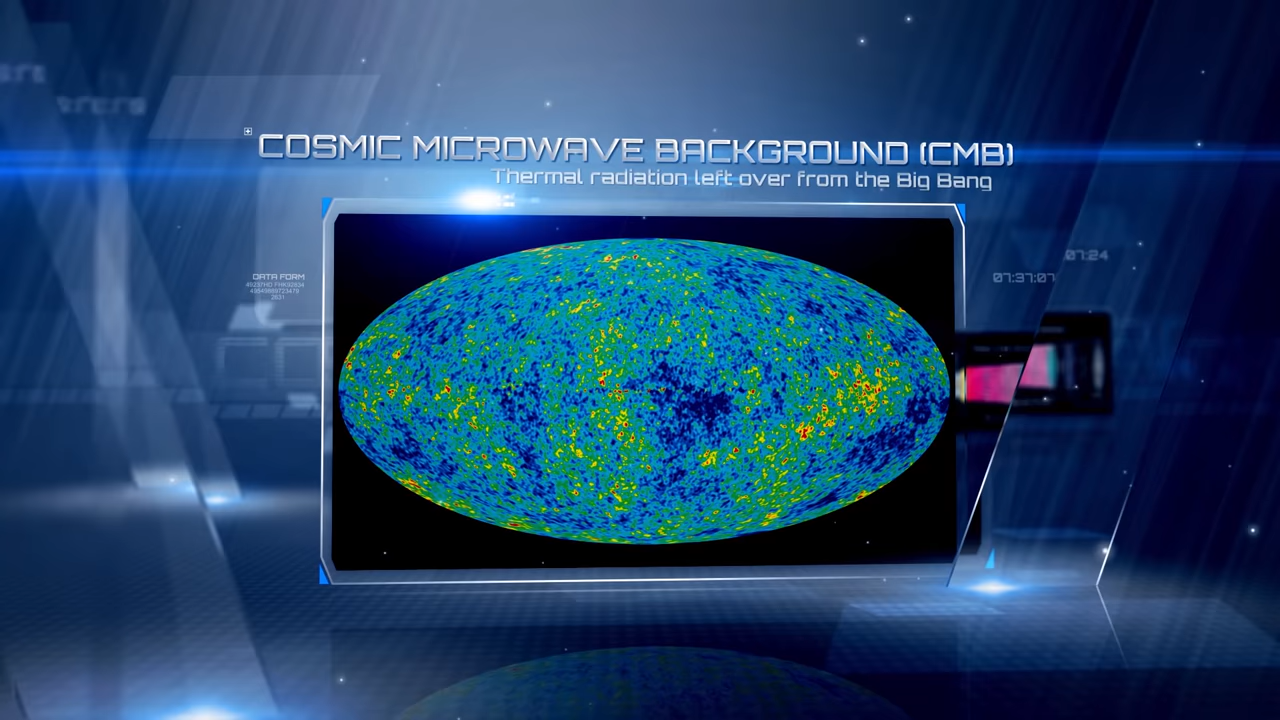 COSMIC MICROWAVE BACKGROUND (CMB)
Thermal radiation left over from the Big Bang
07:24
07:37:07
DATA FORM
2631